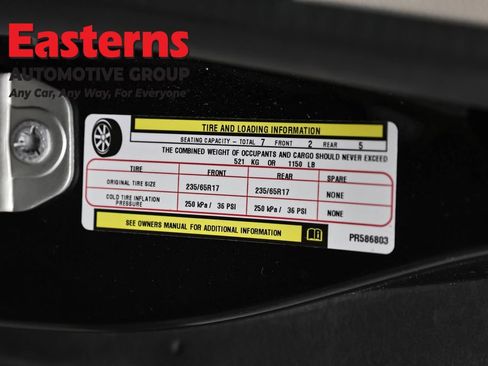 Easterns
AUTOMOTIVE GROUP
Any Car, Any Way, For Everyone
TIRE AND LOADING INFORMATION
SEATING CAPACITY - TOTAL 7 FRONT 2 REAR 5
THE COMBINED WEIGHT OF OCCUPANTS AND CARGO SHOULD NEVER EXCEED
521 KG OR 1150 LB
TIRE FRONT REAR SPARE
ORIGINAL TIRE SIZE 235/65R17 235/65R17 NONE
COLD TIRE INFLATION PRESSURE 250 kPa / 36 PSI 250 kPa / 36 PSI NONE
SEE OWNERS MANUAL FOR ADDITIONAL INFORMATION
PR586803